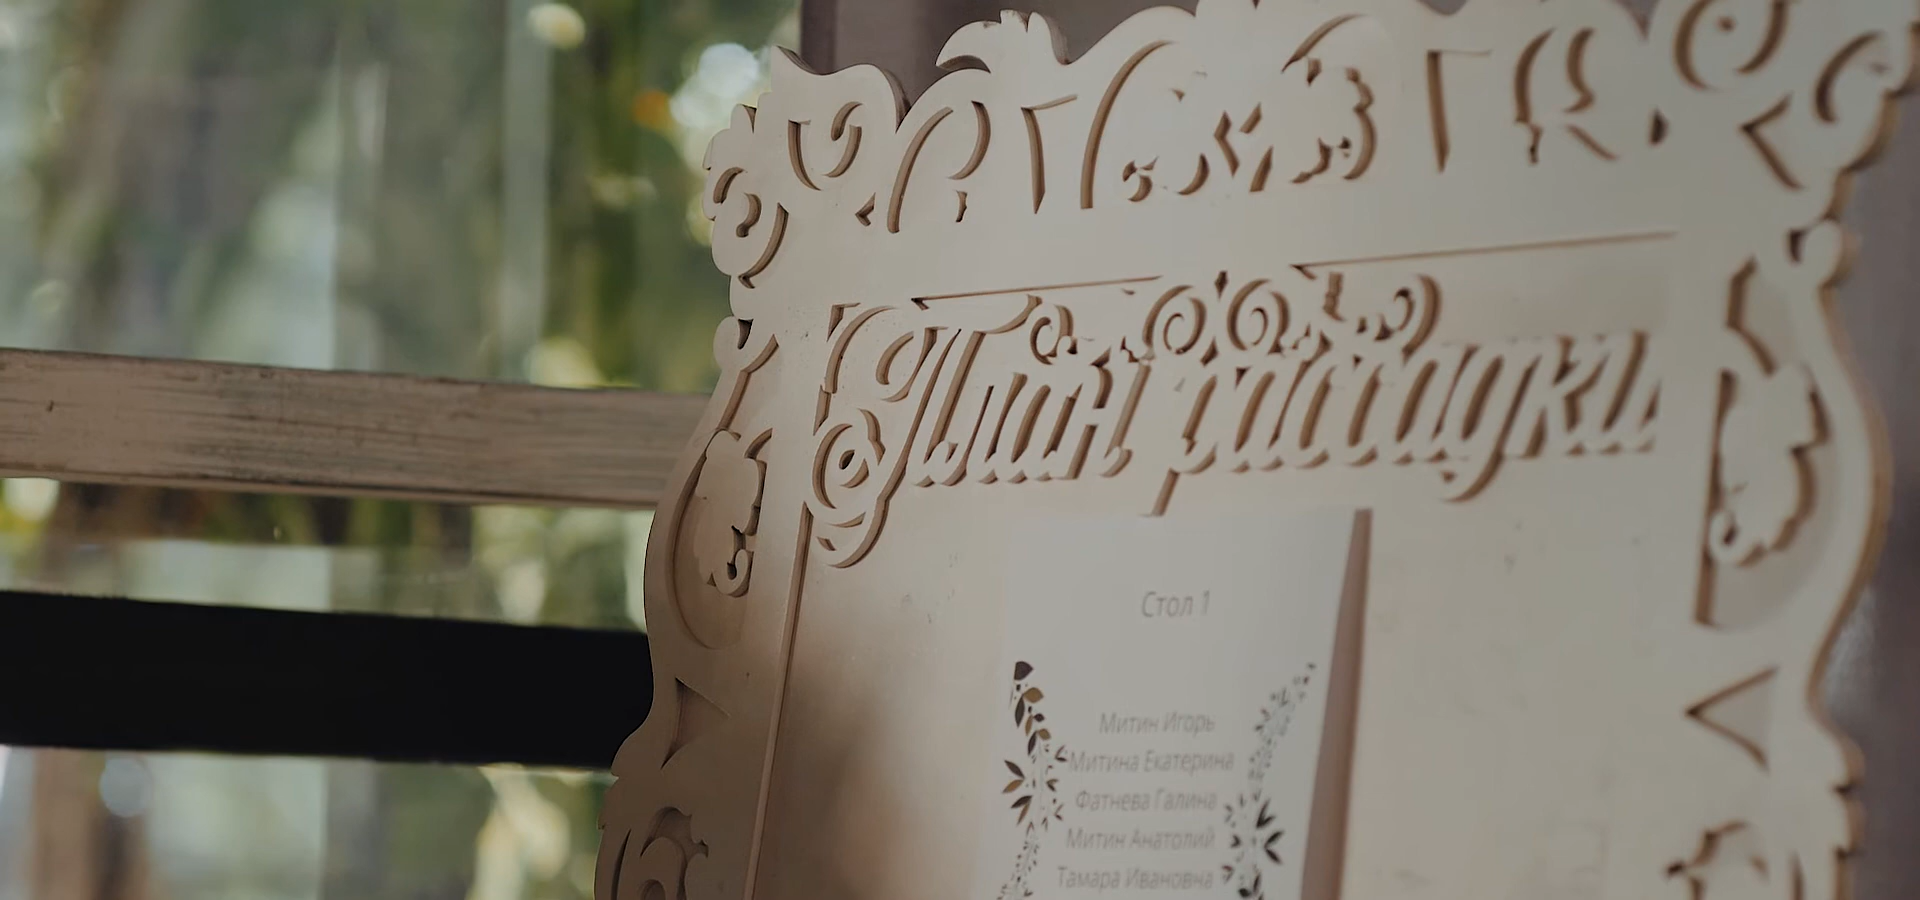 План рассадки
Стол 1
Митин Игорь
Митина Екатерина
Фатнева Галина
Митин Анатолий
Тамара Ивановна